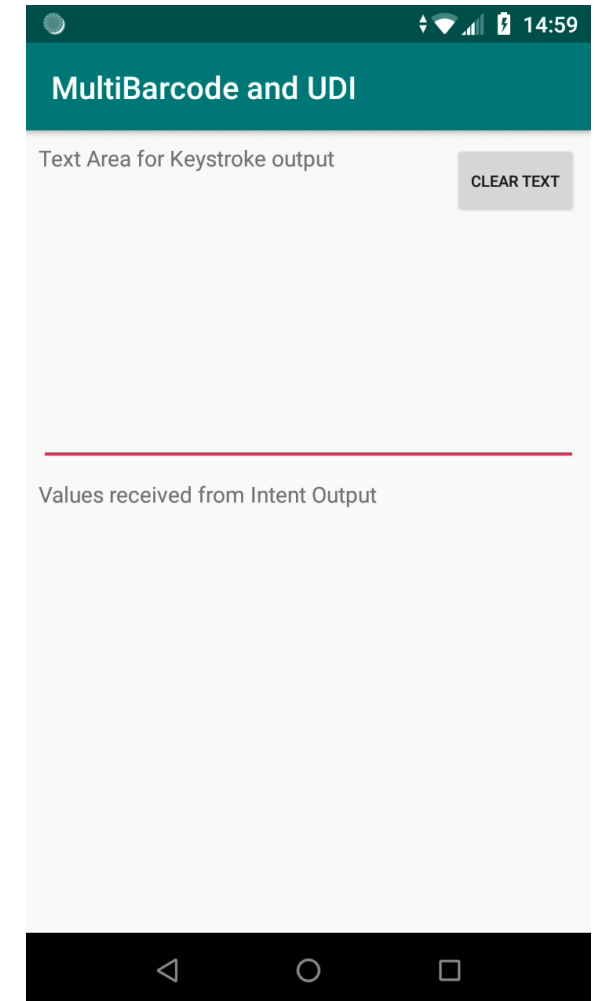 14:59
MultiBarcode and UDI
Text Area for Keystroke output
CLEAR TEXT
Values received from Intent Output